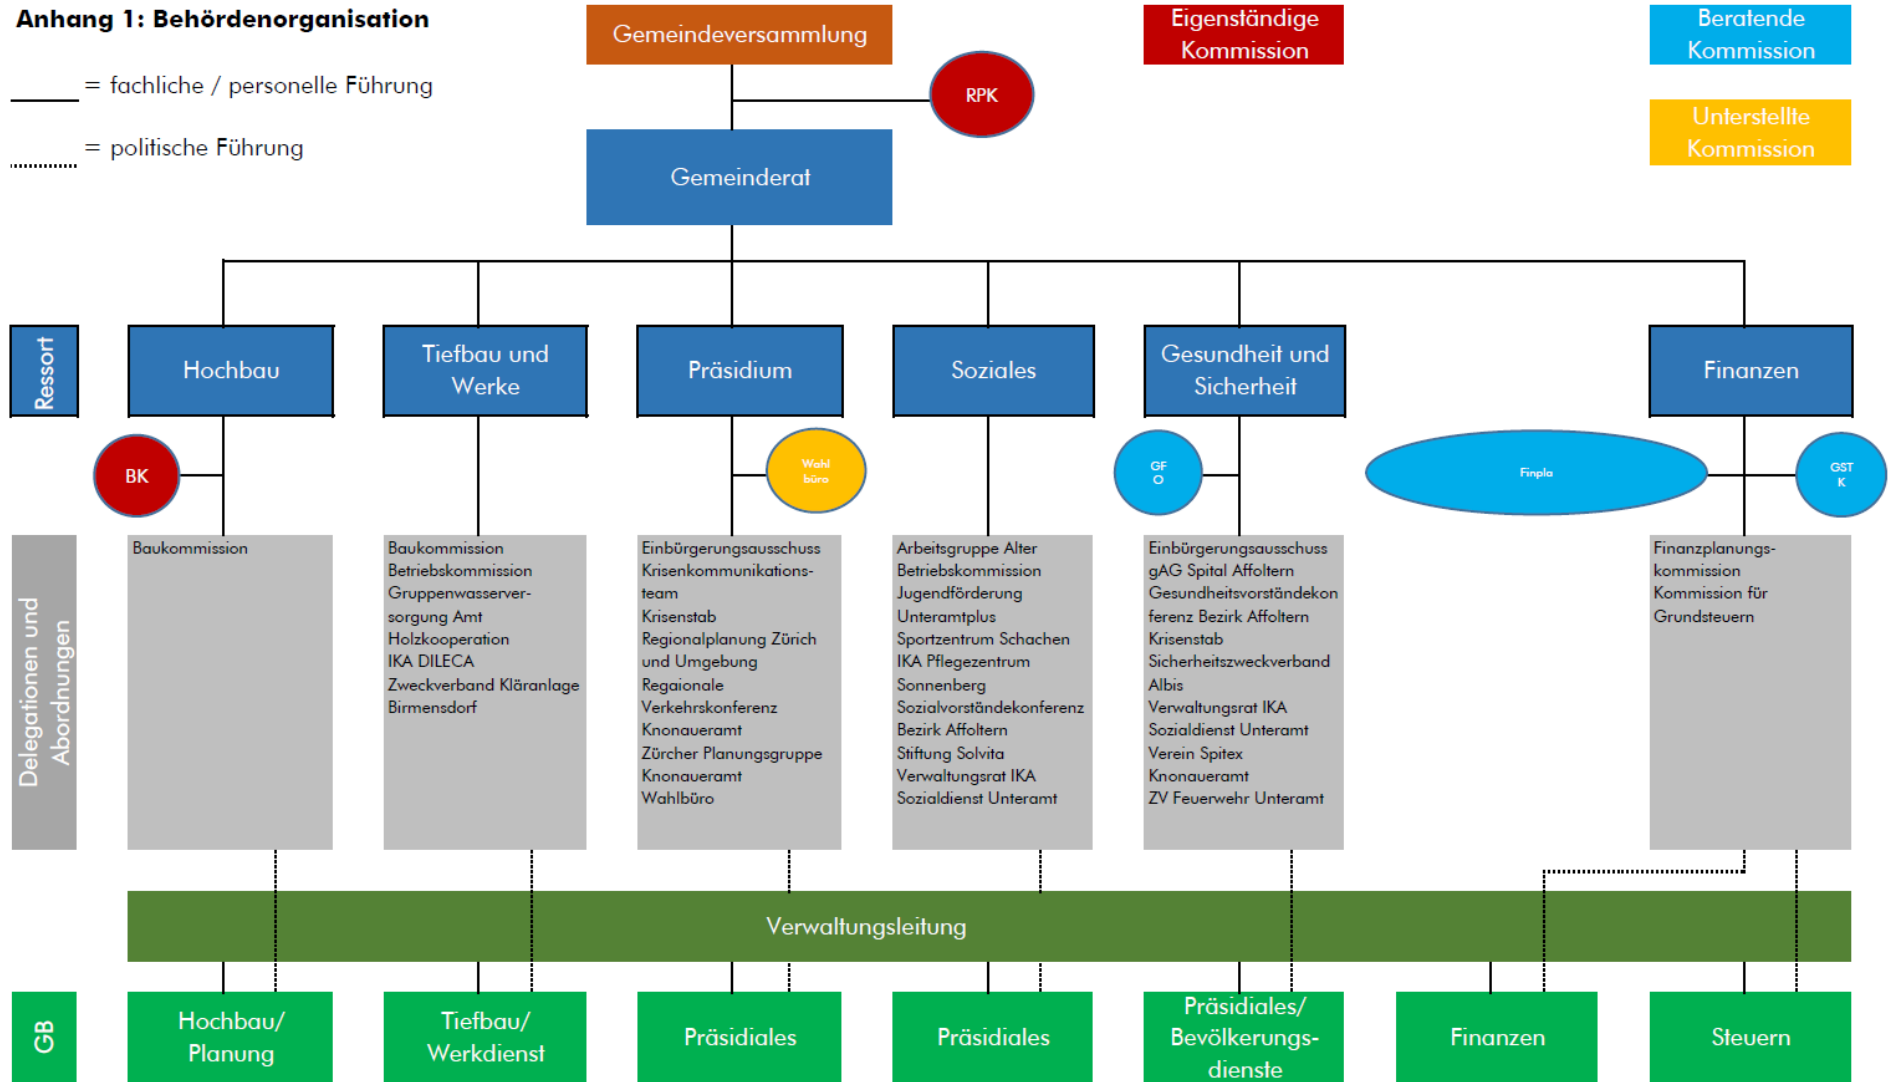 Anhang 1: Behördenorganisation
= fachliche / personelle Führung
= politische Führung
Gemeindeversammlung
RPK
Gemeinderat
Eigenständige
Kommission
Beratende
Kommission
Unterstellte
Kommission
Ressort
Hochbau
Tiefbau und
Werke
Präsidium
Soziales
Gesundheit und
Sicherheit
Finanzen
BK
Wahl
büro
GF
O
Finpla
GST
K
Delegationen und
Abordnungen
Baukommission
Baukommission
Betriebskommission
Gruppenwasserver-
sorgung Amt
Holzkooperation
IKA DILECA
Zweckverband Kläranlage
Birmensdorf
Einbürgerungsausschuss
Krisenkommunikations-
team
Krisenstab
Regionalplanung Zürich
und Umgebung
Regaionale
Verkehrskonferenz
Knonaueramt
Zürcher Planungsgruppe
Knonaueramt
Wahlbüro
Arbeitsgruppe Alter
Betriebskommission
Jugendförderung
Unteramtplus
Sportzentrum Schachen
IKA Pflegezentrum
Sonnenberg
Sozialvorständekonferenz
Bezirk Affoltern
Stiftung Solvita
Verwaltungsrat IKA
Sozialdienst Unteramt
Einbürgerungsausschuss
gAG Spital Affoltern
Gesundheitsvorständekon
ferenz Bezirk Affoltern
Krisenstab
Sicherheitszweckverband
Albis
Verwaltungsrat IKA
Sozialdienst Unteramt
Verein Spitex
Knonaueramt
ZV Feuerwehr Unteramt
Finanzplanungs-
kommission
Kommission für
Grundsteuern
Verwaltungsleitung
GB
Hochbau/
Planung
Tiefbau/
Werkdienst
Präsidiales
Präsidiales
Präsidiales/
Bevölkerungs-
dienste
Finanzen
Steuern